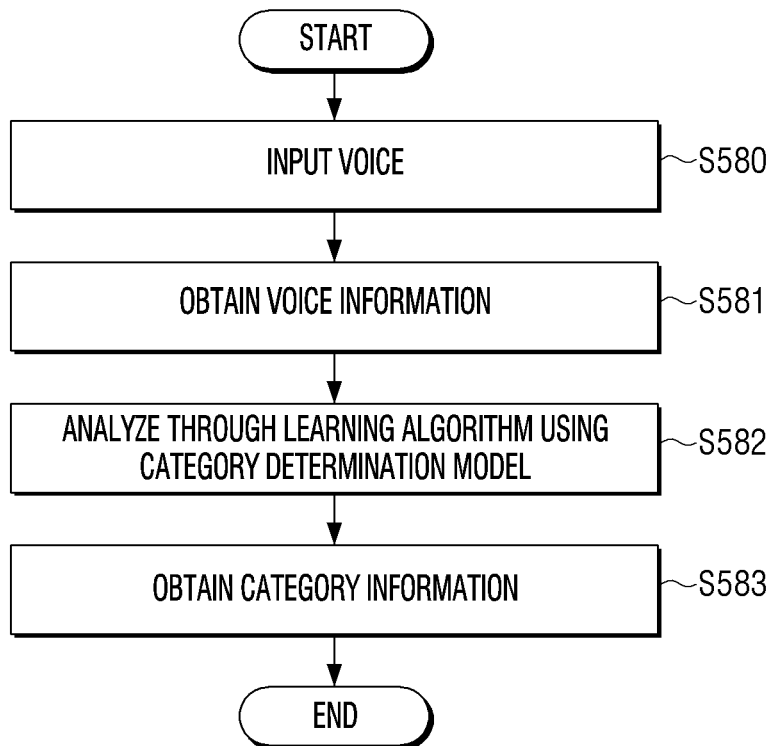 START
INPUT VOICE
S580
OBTAIN VOICE INFORMATION
S581
ANALYZE THROUGH LEARNING ALGORITHM USING
CATEGORY DETERMINATION MODEL
S582
OBTAIN CATEGORY INFORMATION
S583
END